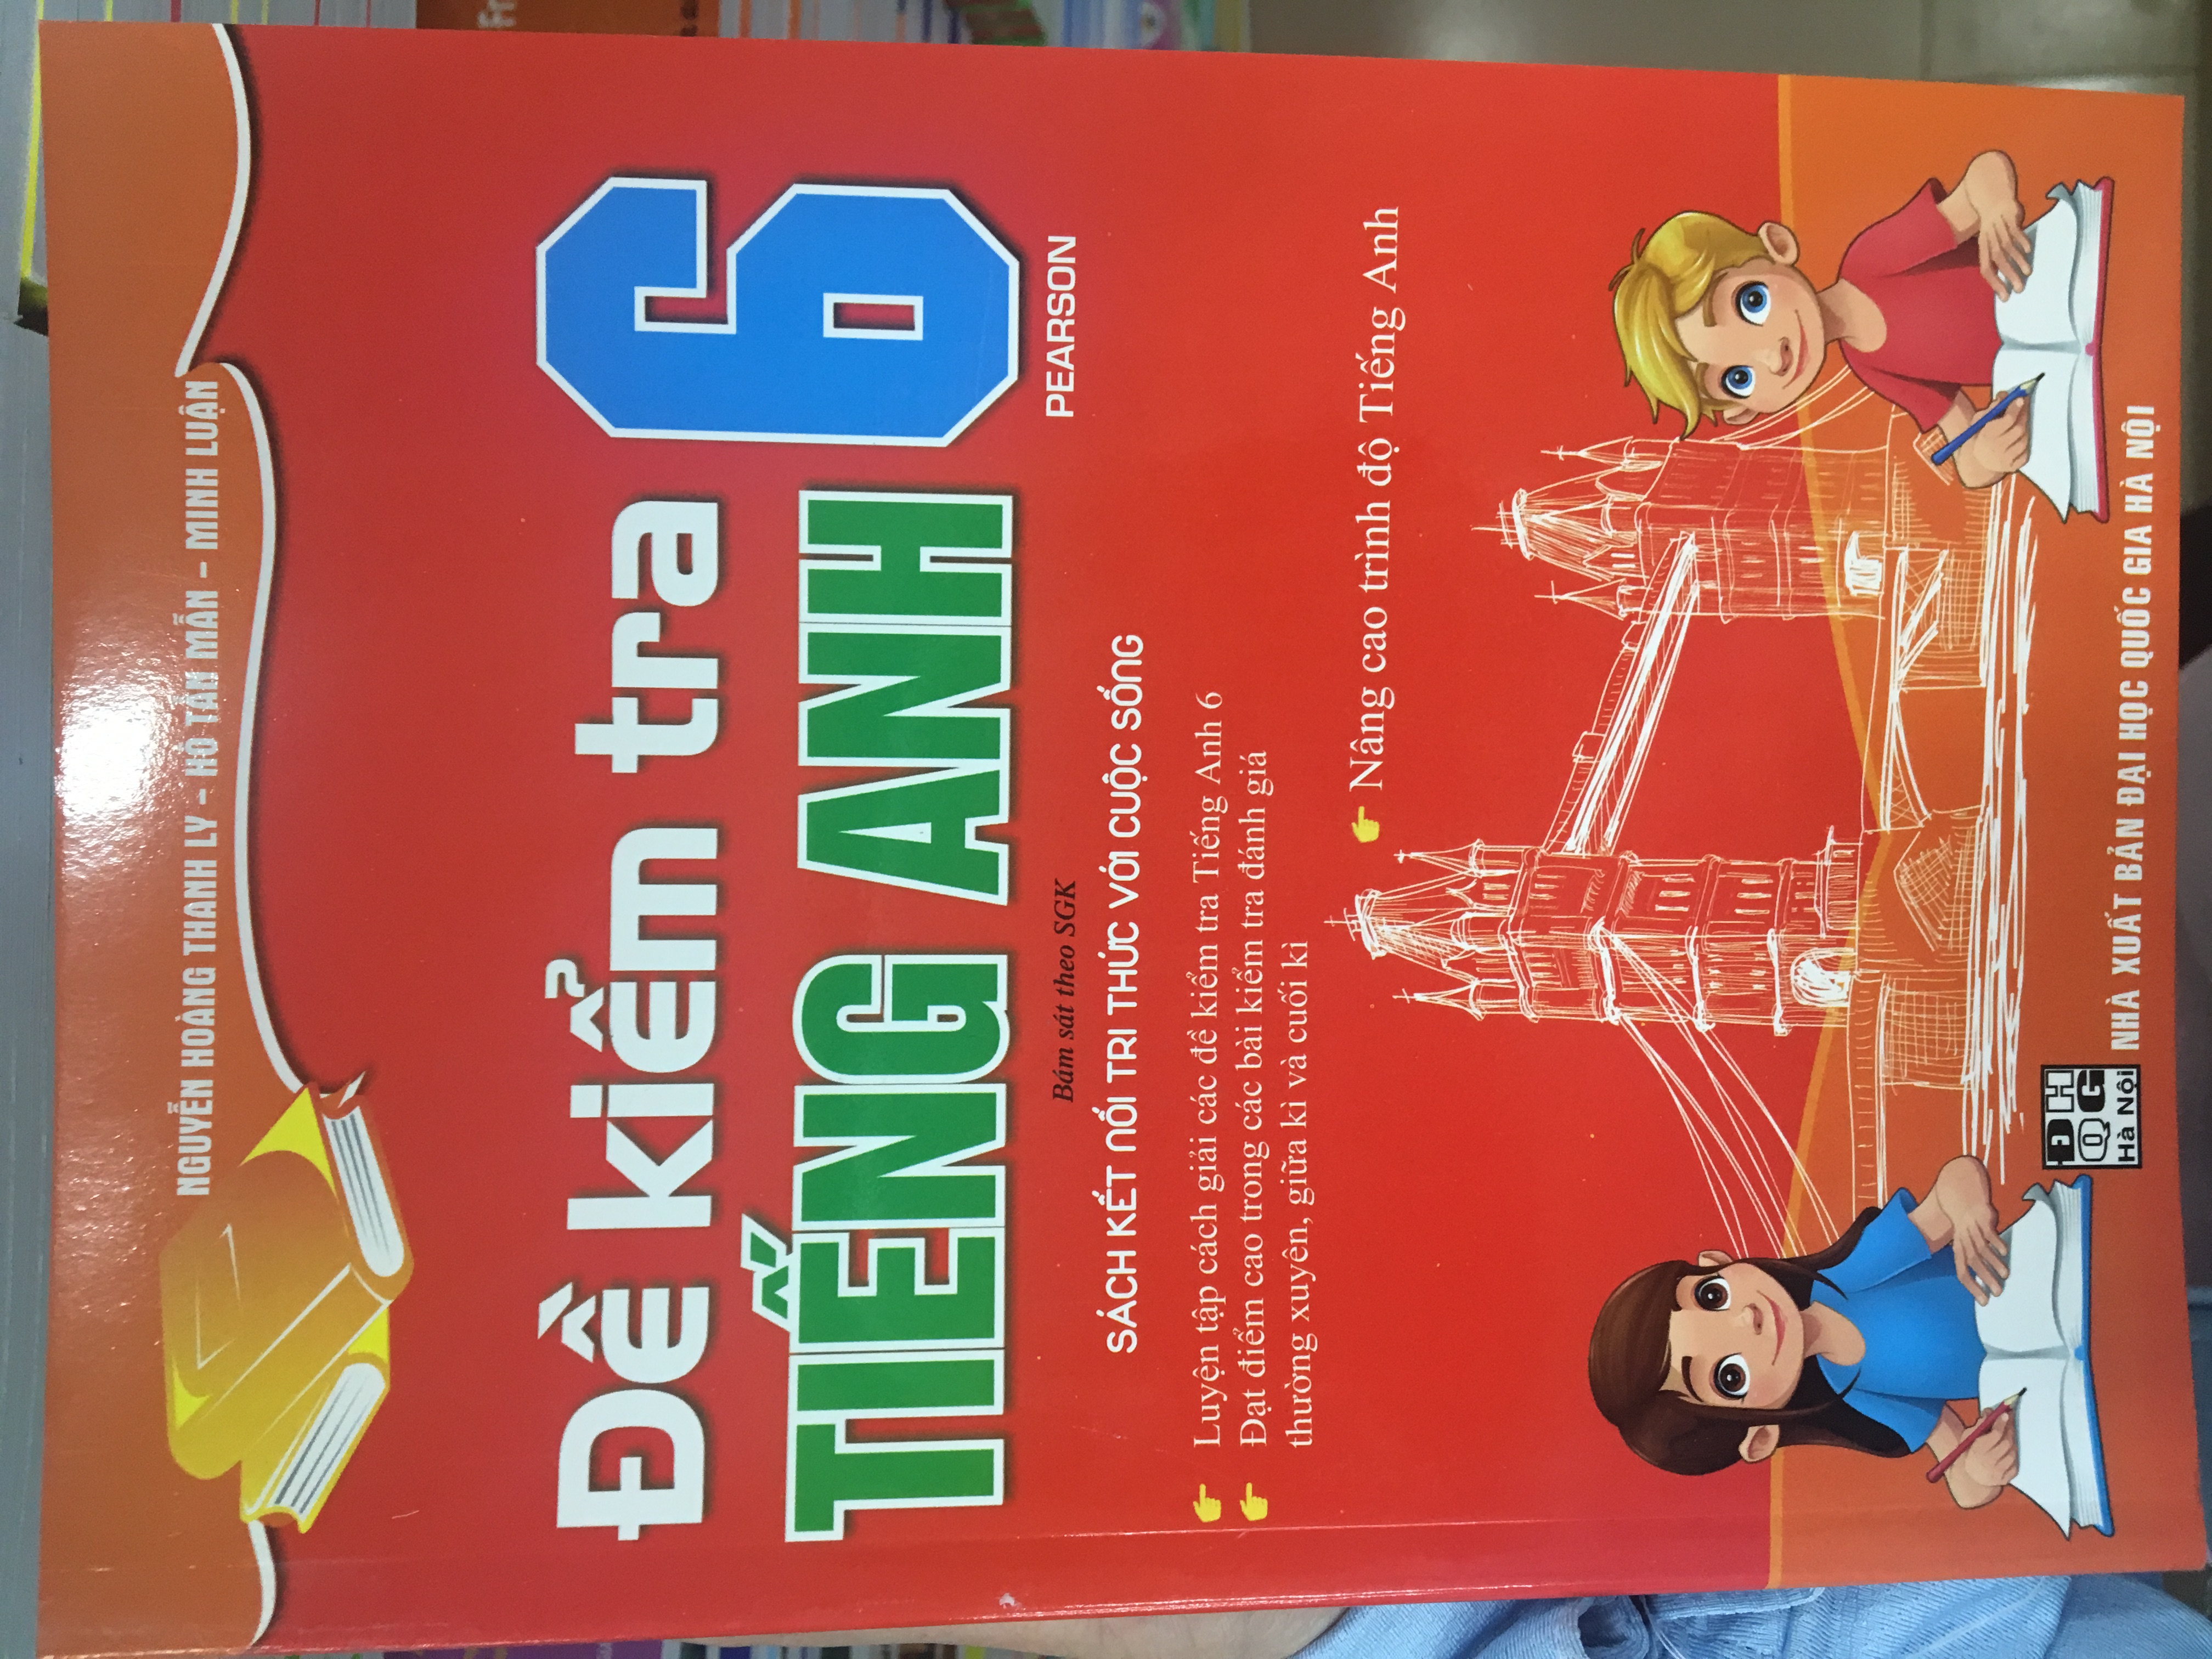 NGUYỄN HOÀNG THANH LY – HỒ TẤN MẪN – MINH LUẬN
Đề kiểm tra
TIẾNG ANH 6
PEARSON
Bám sát theo SGK
SÁCH KẾT NỐI TRI THỨC VỚI CUỘC SỐNG
Luyện tập cách giải các đề kiểm tra Tiếng Anh 6
Đạt điểm cao trong các bài kiểm tra đánh giá
thường xuyên, giữa kì và cuối kì
Nâng cao trình độ Tiếng Anh
ĐH
QG
Hà Nội
NHÀ XUẤT BẢN ĐẠI HỌC QUỐC GIA HÀ NỘI